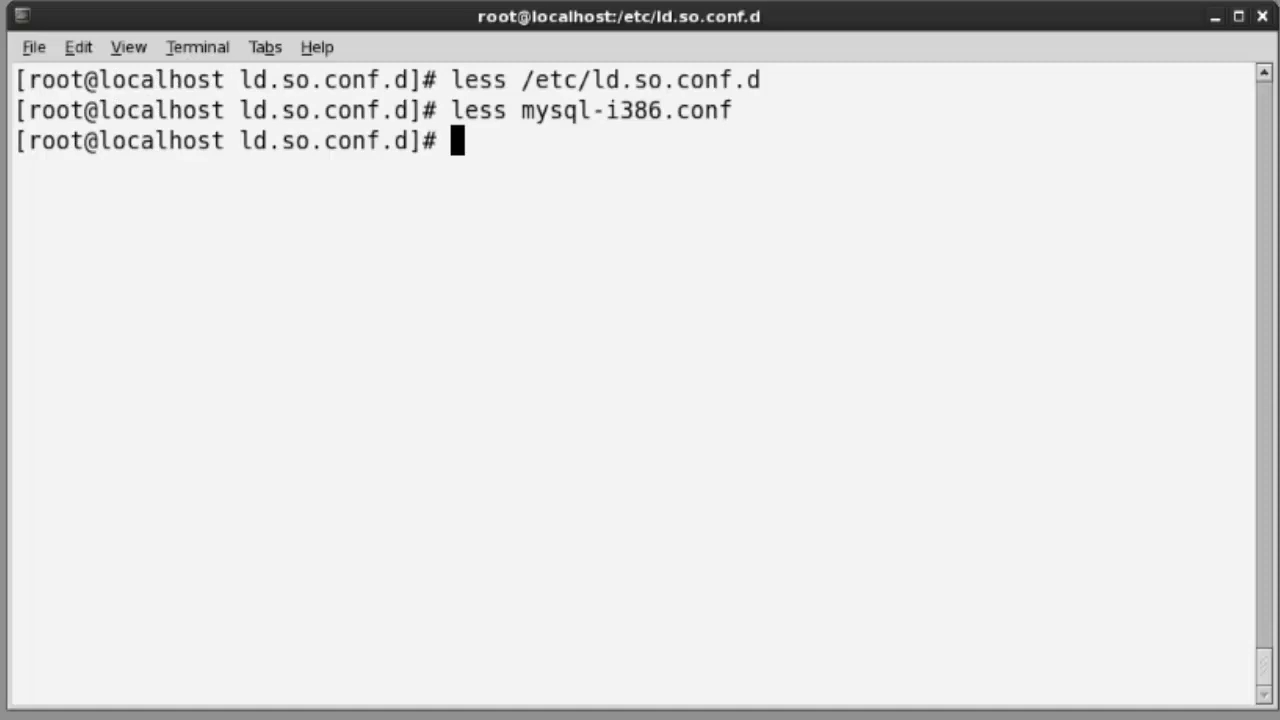 root@localhost:/etc/ld.so.conf.d
File Edit View Terminal Tabs Help
[root@localhost ld.so.conf.d]# less /etc/ld.so.conf.d
[root@localhost ld.so.conf.d]# less mysql-i386.conf
[root@localhost ld.so.conf.d]#